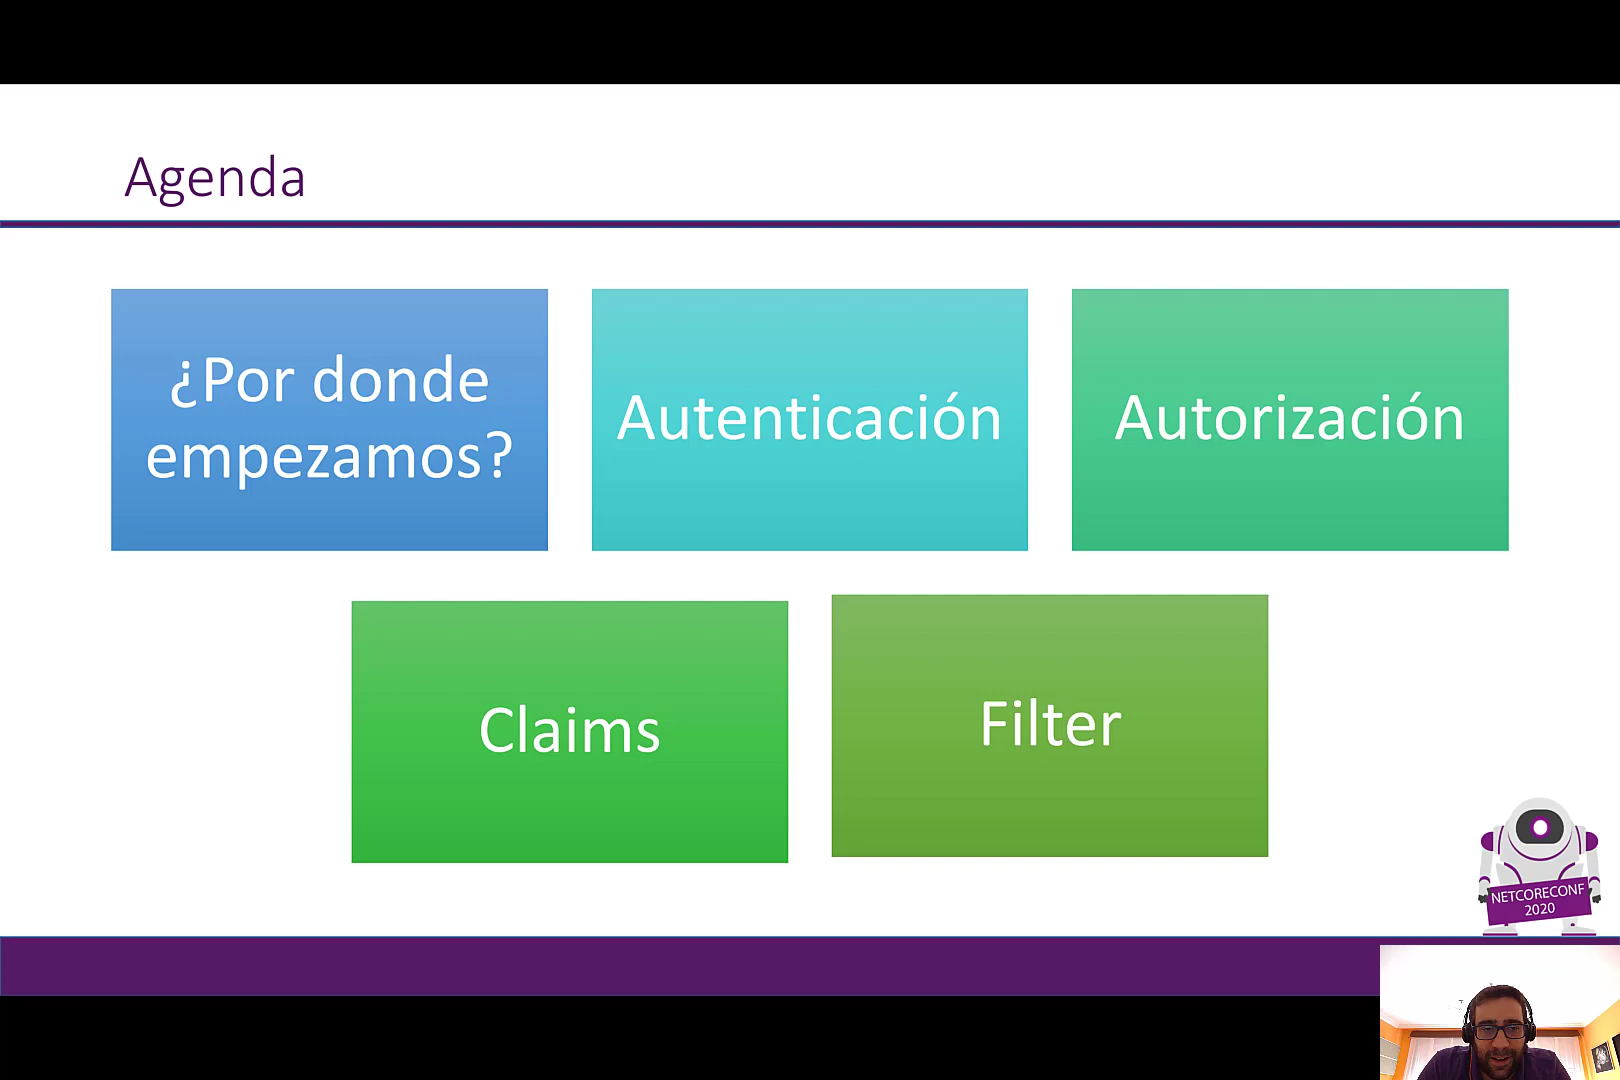 Agenda
¿Por donde
empezamos?
Autenticación
Autorización
Claims
Filter
NETCORECONF
2020